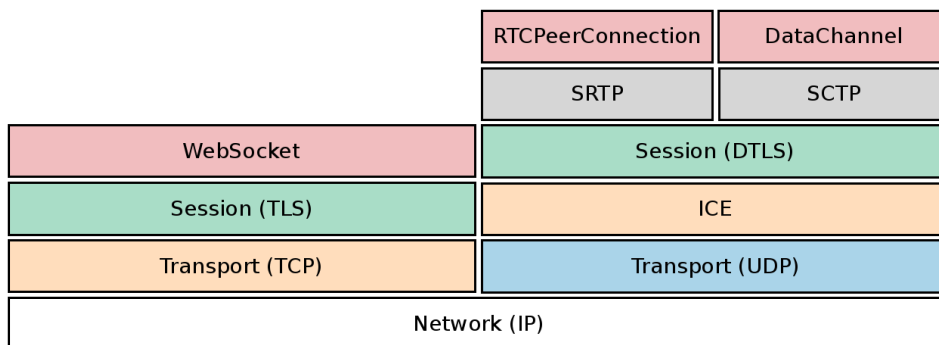 RTCPeerConnection DataChannel
SRTP SCTP
WebSocket Session (DTLS)
Session (TLS) ICE
Transport (TCP) Transport (UDP)
Network (IP)